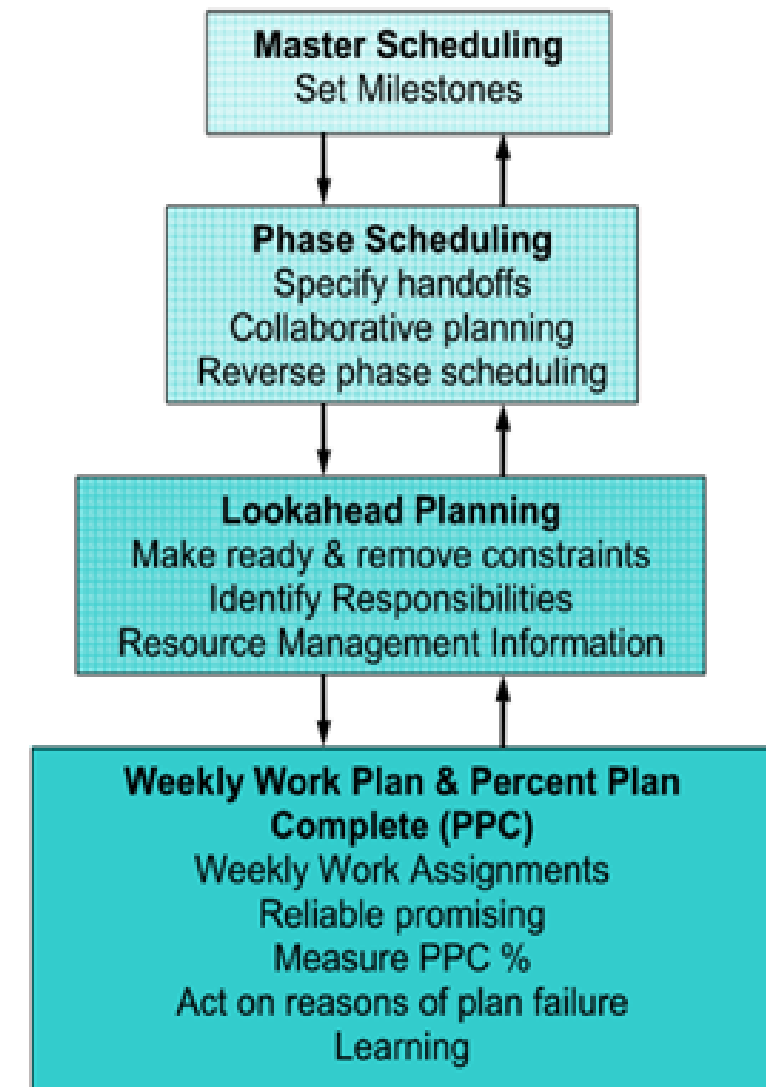 Master Scheduling
Set Milestones
Phase Scheduling
Specify handoffs
Collaborative planning
Reverse phase scheduling
Lookahead Planning
Make ready & remove constraints
Identify Responsibilities
Resource Management Information
Weekly Work Plan & Percent Plan
Complete (PPC)
Weekly Work Assignments
Reliable promising
Measure PPC %
Act on reasons of plan failure
Learning